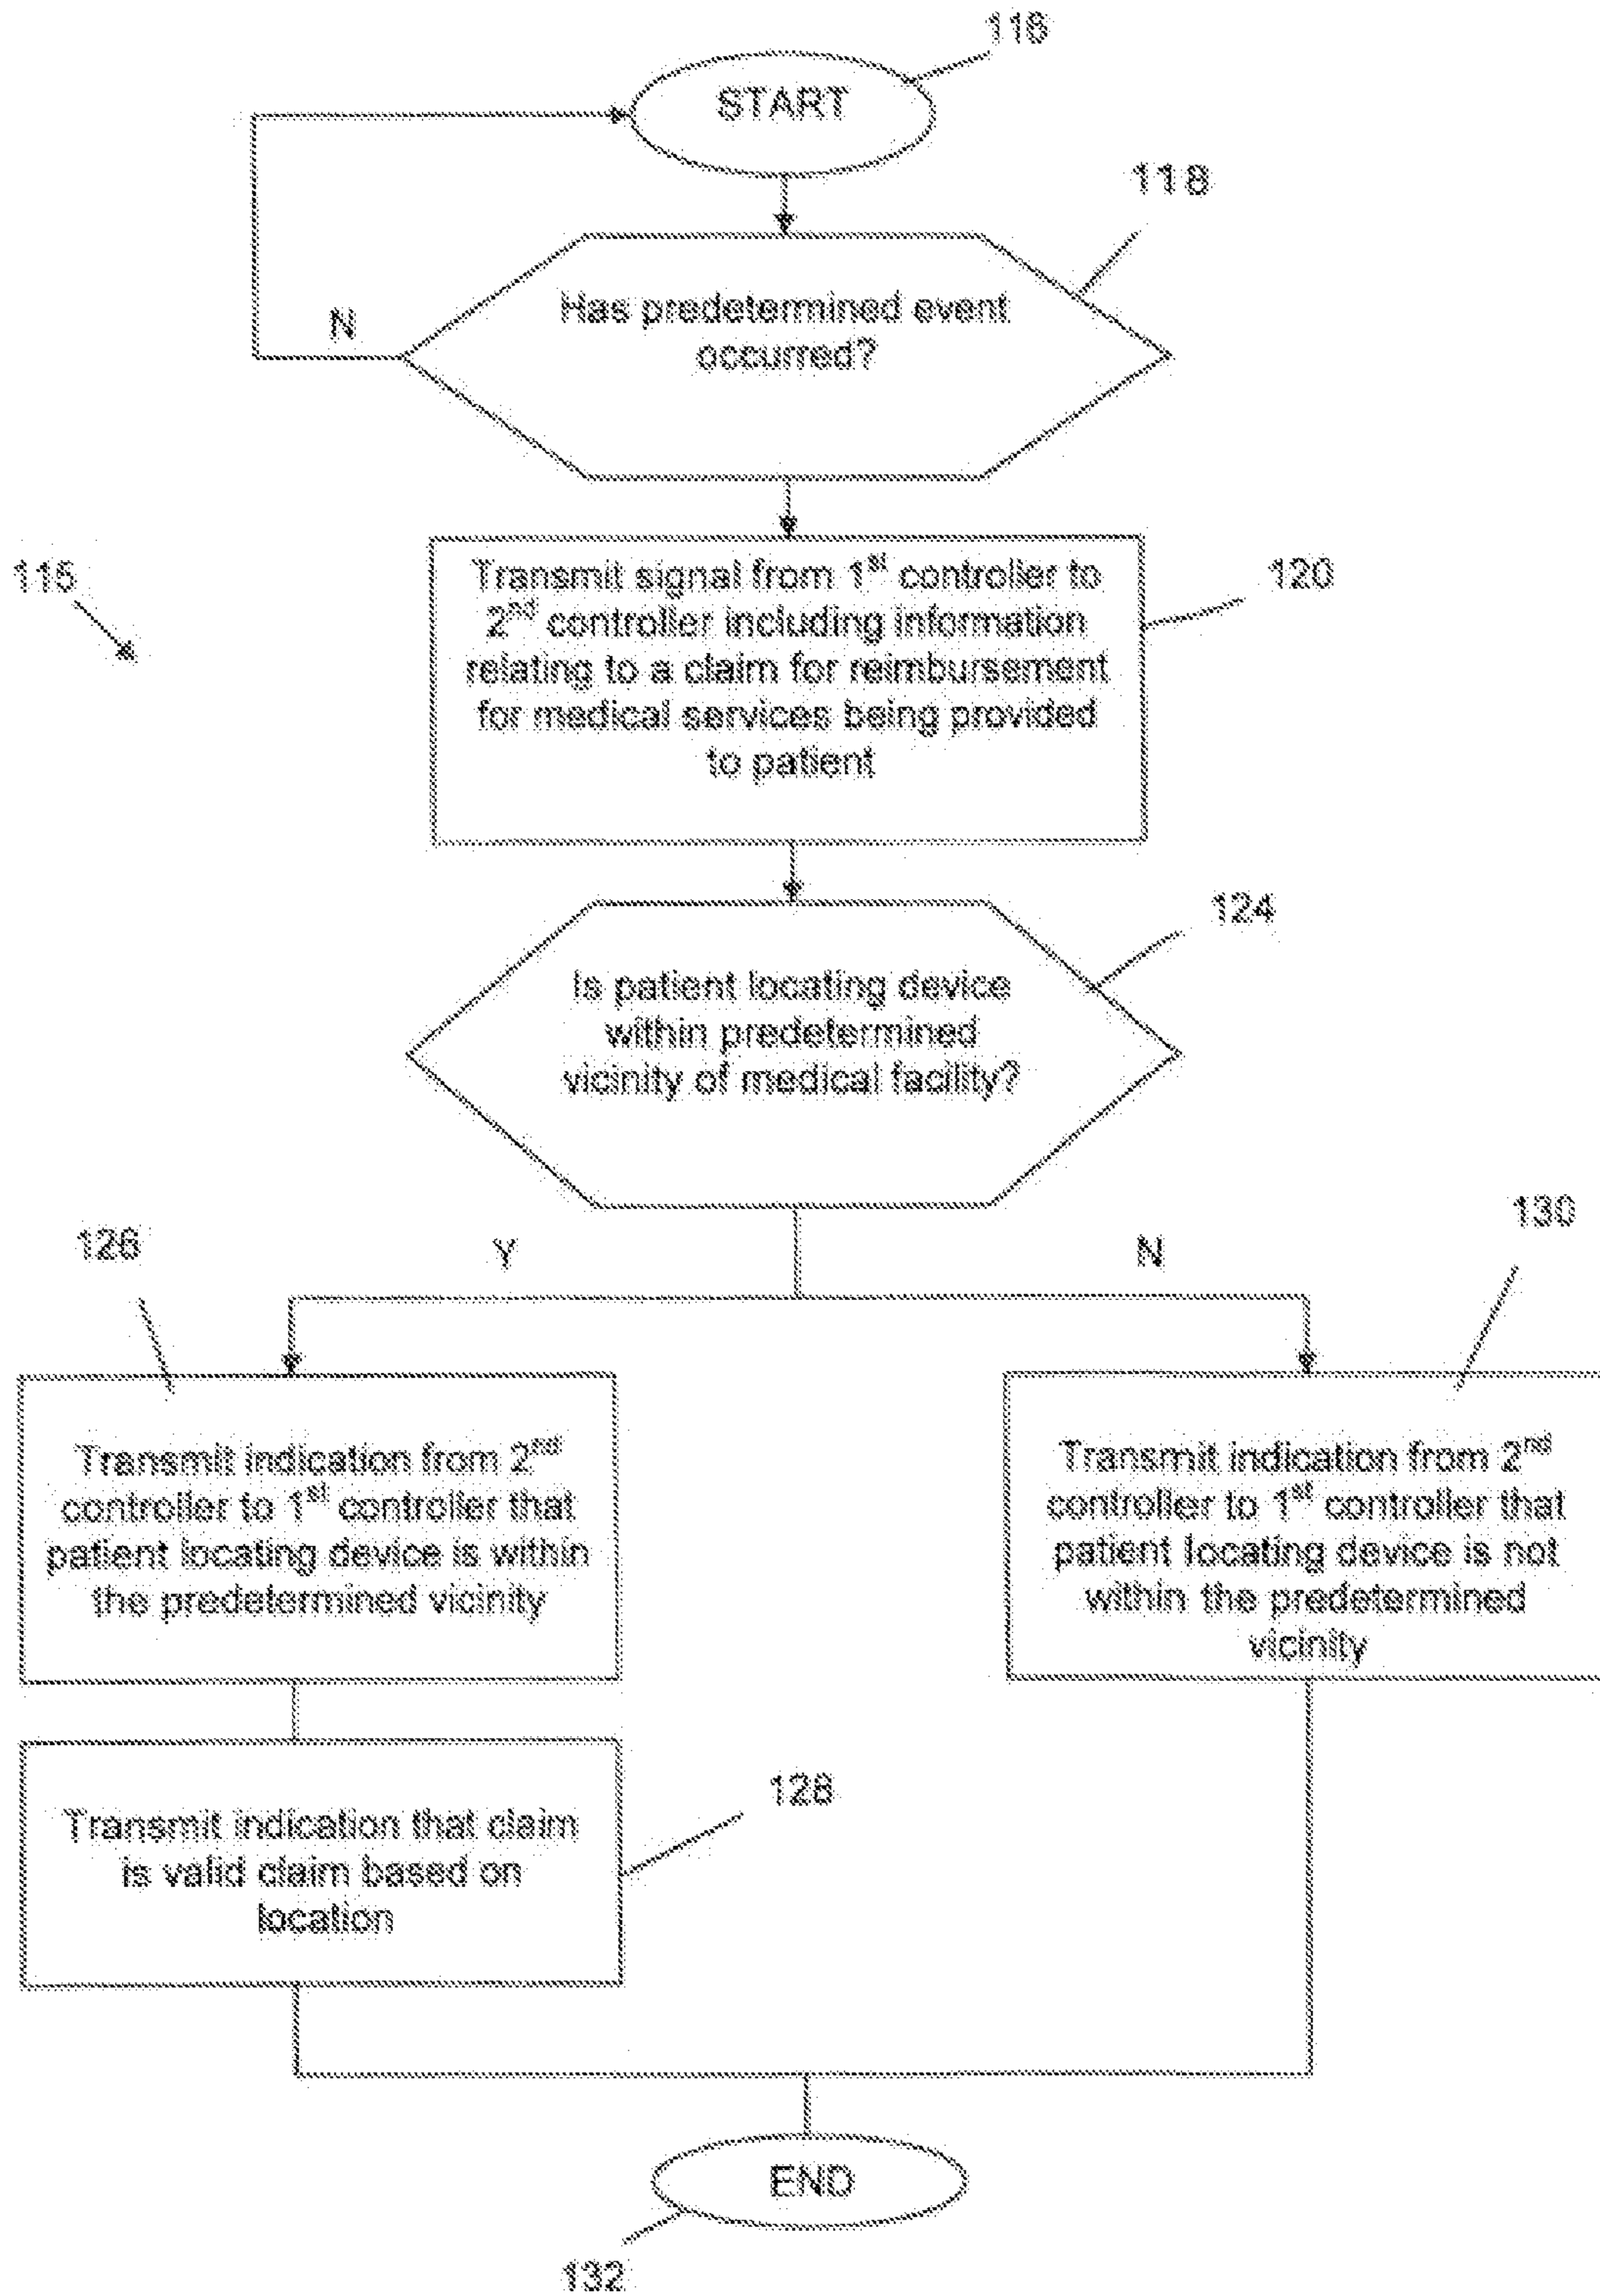 116
START
118
N
Has predetermined event
occurred?
115
120
Transmit signal from 1st controller to
2nd controller including information
relating to a claim for reimbursement
for medical services being provided
to patient
124
Is patient locating device
within predetermined
vicinity of medical facility?
126
Y
N
130
Transmit indication from 2nd
controller to 1st controller that
patient locating device is within
the predetermined vicinity
Transmit indication from 2nd
controller to 1st controller that
patient locating device is not
within the predetermined
vicinity
128
Transmit indication that claim
is valid claim based on
location
END
132